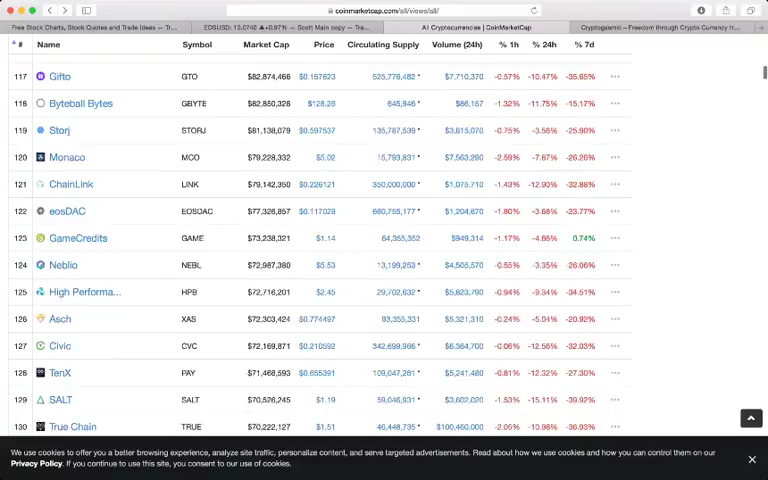 coinmarketcap.com/all/views/all/
Free Stock Charts, Stock Quotes and Trade Ideas — Tr...
EOSUSD: 13.0740 ▲+0.97% — Scott Main copy — Tra...
All Cryptocurrencies | CoinMarketCap
Cryptogasmic – Freedom through Crypto Currency tr...
# Name Symbol Market Cap Price Circulating Supply Volume (24h) % 1h % 24h % 7d
117 Gifto GTO $82,874,466 $0.157623 525,776,482 * $7,710,370 -0.57% -10.47% -35.65%
118 Byteball Bytes GBYTE $82,850,328 $128.26 645,946 * $86,157 -1.32% -11.75% -15.17%
119 Storj STORJ $81,138,079 $0.597537 135,787,539 * $3,815,070 -0.75% -3.56% -25.90%
120 Monaco MCO $79,228,332 $5.02 15,793,831 * $7,563,290 -2.59% -7.67% -26.26%
121 ChainLink LINK $79,142,350 $0.226121 350,000,000 * $1,075,710 -1.43% -12.90% -32.88%
122 eosDAC EOSDAC $77,326,857 $0.117028 660,755,177 * $1,204,670 -1.80% -3.68% -23.77%
123 GameCredits GAME $73,238,321 $1.14 64,355,352 $949,314 -1.17% -4.86% 0.74%
124 Neblio NEBL $72,987,380 $5.53 13,199,253 * $4,505,570 -0.55% -3.35% -26.06%
125 High Performa... HPB $72,716,201 $2.45 29,702,632 * $5,823,790 -0.94% -9.34% -34.51%
126 Asch XAS $72,303,424 $0.774497 93,355,331 $5,321,310 -0.24% -5.04% -20.92%
127 Civic CVC $72,169,871 $0.210592 342,699,966 * $6,364,700 -0.06% -12.56% -32.03%
128 TenX PAY $71,468,593 $0.655391 109,047,261 * $5,241,480 -0.81% -12.32% -27.30%
129 SALT SALT $70,526,245 $1.19 59,046,931 * $3,602,020 -1.53% -15.11% -39.92%
130 True Chain TRUE $70,222,127 $1.51 46,448,735 * $100,460,000 -2.05% -10.98% -36.93%
We use cookies to offer you a better browsing experience, analyze site traffic, personalize content, and serve targeted advertisements. Read about how we use cookies and how you can control them on our
Privacy Policy. If you continue to use this site, you consent to our use of cookies.